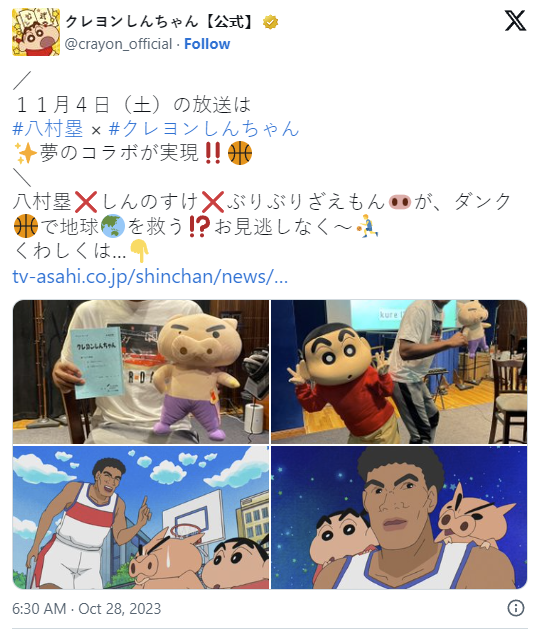 クレヨンしんちゃん【公式】
@crayon_official · Follow
／
１１月４日（土）の放送は
#八村塁 × #クレヨンしんちゃん
✨夢のコラボが実現‼️🏀
＼
八村塁❌しんのすけ❌ぶりぶりざえもん🐽が、ダンク
🏀で地球🌏を救う⁉️お見逃しなく～⛹️
くわしくは…👇
tv-asahi.co.jp/shinchan/news/…
クレヨンしんちゃん
6:30 AM · Oct 28, 2023